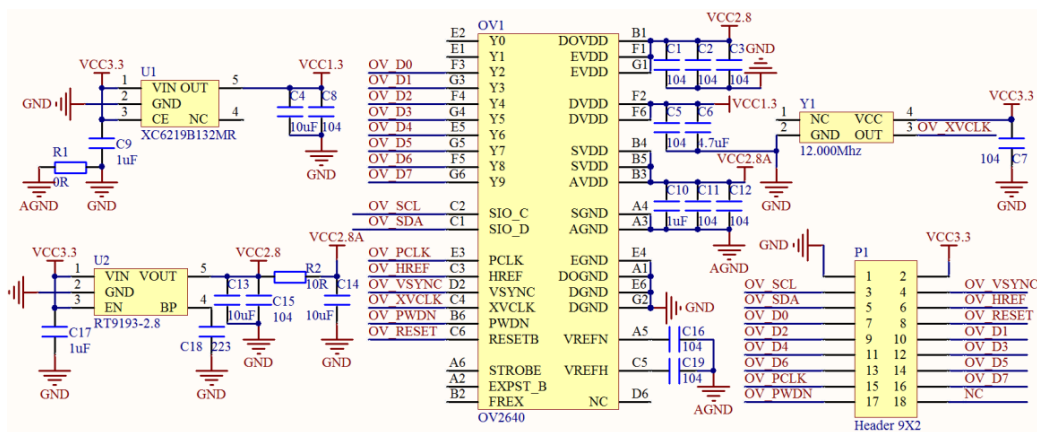 OV1
E2 Y0 DOVDD B1 VCC2.8
E1 Y1 EVDD F1 C1 C2 C3 GND
OV_D0 F3 Y2 EVDD G1
OV_D1 G3 Y3 104 104 104
OV_D2 F4 Y4 DVDD F2 VCC1.3
OV_D3 G4 Y5 DVDD F6 C5 C6
OV_D4 E5 Y6 104 4.7uF
OV_D5 G5 Y7 SVDD B4
OV_D6 F5 Y8 SVDD B5 VCC2.8A
OV_D7 G6 Y9 AVDD B3
C10 C11 C12
1uF 104 104
OV_SCL C2 SIO_C SGND A4
OV_SDA C1 SIO_D AGND A3
GND
OV_PCLK E3 PCLK EGND E4
OV_HREF C3 HREF DOGND A1
OV_VSYNC D2 VSYNC DGND E6
OV_XVCLK C4 XVCLK DGND G2 GND
OV_PWDN B6 PWDN
OV_RESET C6 RESETB VREFN A5 C16
104
A6 STROBE VREFH C5 C19
A2 EXPST_B 104
B2 FREX NC D6 AGND
OV2640
VCC3.3 U1 VCC1.3
1 VIN OUT 5
GND 2 GND C4 C8
3 CE NC 4 10uF 104
XC6219B132MR
C9
1uF GND
R1
0R
AGND GND
VCC3.3 U2 VCC2.8 VCC2.8A
1 VIN VOUT 5 R2
2 GND C13 10R
3 EN BP 4 C15 C14
RT9193-2.8 10uF 104 10uF
C17
1uF C18 223
GND GND GND GND
Y1 VCC3.3
1 NC VCC 4
2 GND OUT 3 OV_XVCLK
12.000Mhz
104 C7
GND GND
P1 VCC3.3
GND 1 2
OV_SCL 3 4 OV_VSYNC
OV_SDA 5 6 OV_HREF
OV_D0 7 8 OV_RESET
OV_D2 9 10 OV_D1
OV_D4 11 12 OV_D3
OV_D6 13 14 OV_D5
OV_PCLK 15 16 OV_D7
OV_PWDN 17 18 NC
Header 9X2